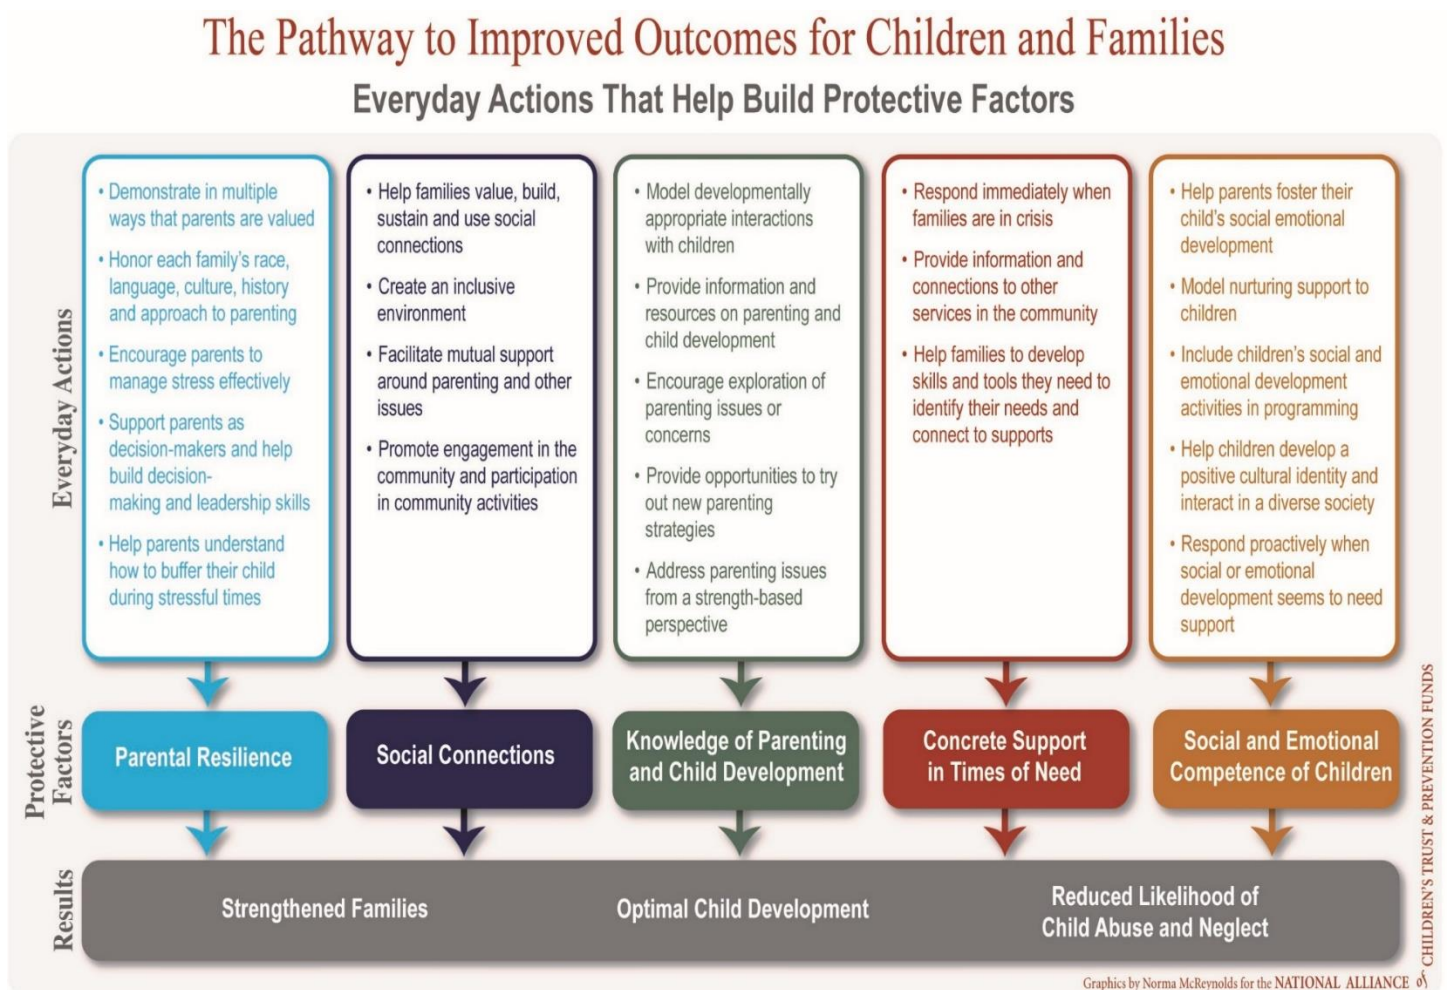 The Pathway to Improved Outcomes for Children and Families
Everyday Actions That Help Build Protective Factors
Everyday Actions
• Demonstrate in multiple
ways that parents are valued
• Honor each family's race,
language, culture, history
and approach to parenting
• Encourage parents to
manage stress effectively
• Support parents as
decision-makers and help
build decision-
making and leadership skills
• Help parents understand
how to buffer their child
during stressful times
• Help families value, build,
sustain and use social
connections
• Create an inclusive
environment
• Facilitate mutual support
around parenting and other
issues
• Promote engagement in the
community and participation
in community activities
• Model developmentally
appropriate interactions
with children
• Provide information and
resources on parenting and
child development
• Encourage exploration of
parenting issues or
concerns
• Provide opportunities to try
out new parenting
strategies
• Address parenting issues
from a strength-based
perspective
• Respond immediately when
families are in crisis
• Provide information and
connections to other
services in the community
• Help families to develop
skills and tools they need to
identify their needs and
connect to supports
• Help parents foster their
child's social emotional
development
• Model nurturing support to
children
• Include children's social and
emotional development
activities in programming
• Help children develop a
positive cultural identity and
interact in a diverse society
• Respond proactively when
social or emotional
development seems to need
support
Protective
Factors
Parental Resilience
Social Connections
Knowledge of Parenting
and Child Development
Concrete Support
in Times of Need
Social and Emotional
Competence of Children
Results
Strengthened Families
Optimal Child Development
Reduced Likelihood of
Child Abuse and Neglect
Graphics by Norma McReynolds for the NATIONAL ALLIANCE of
CHILDREN'S TRUST & PREVENTION FUNDS